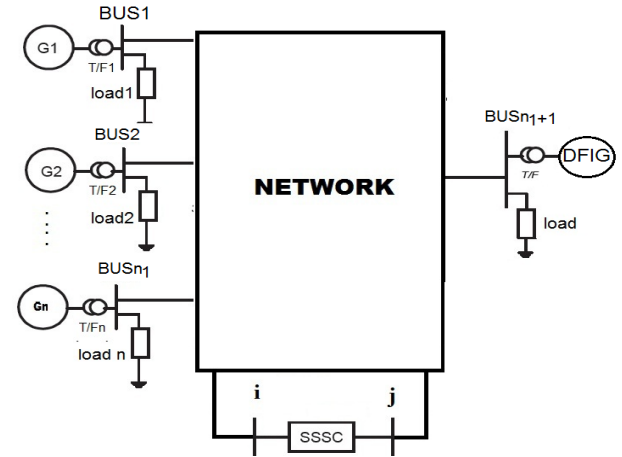 BUS1
G1
T/F1
load1
BUS2
G2
T/F2
load2
BUSn1
Gn
T/Fn
load n
NETWORK
BUSn1+1
DFIG
T/F
load
i
j
SSSC